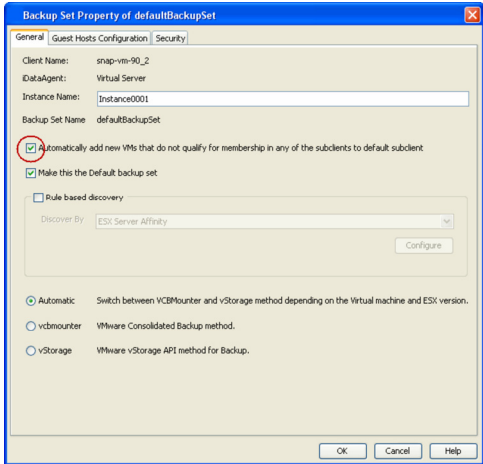 Backup Set Property of defaultBackupSet
General Guest Hosts Configuration Security
Client Name: snap-vm-90_2
iDataAgent: Virtual Server
Instance Name: Instance0001
Backup Set Name defaultBackupSet
Automatically add new VMs that do not qualify for membership in any of the subclients to default subclient
Make this the Default backup set
Rule based discovery
Discover By ESX Server Affinity
Configure
Automatic Switch between VCBMounter and vStorage method depending on the Virtual machine and ESX version.
vcbmounter VMware Consolidated Backup method.
vStorage VMware vStorage API method for Backup.
OK Cancel Help